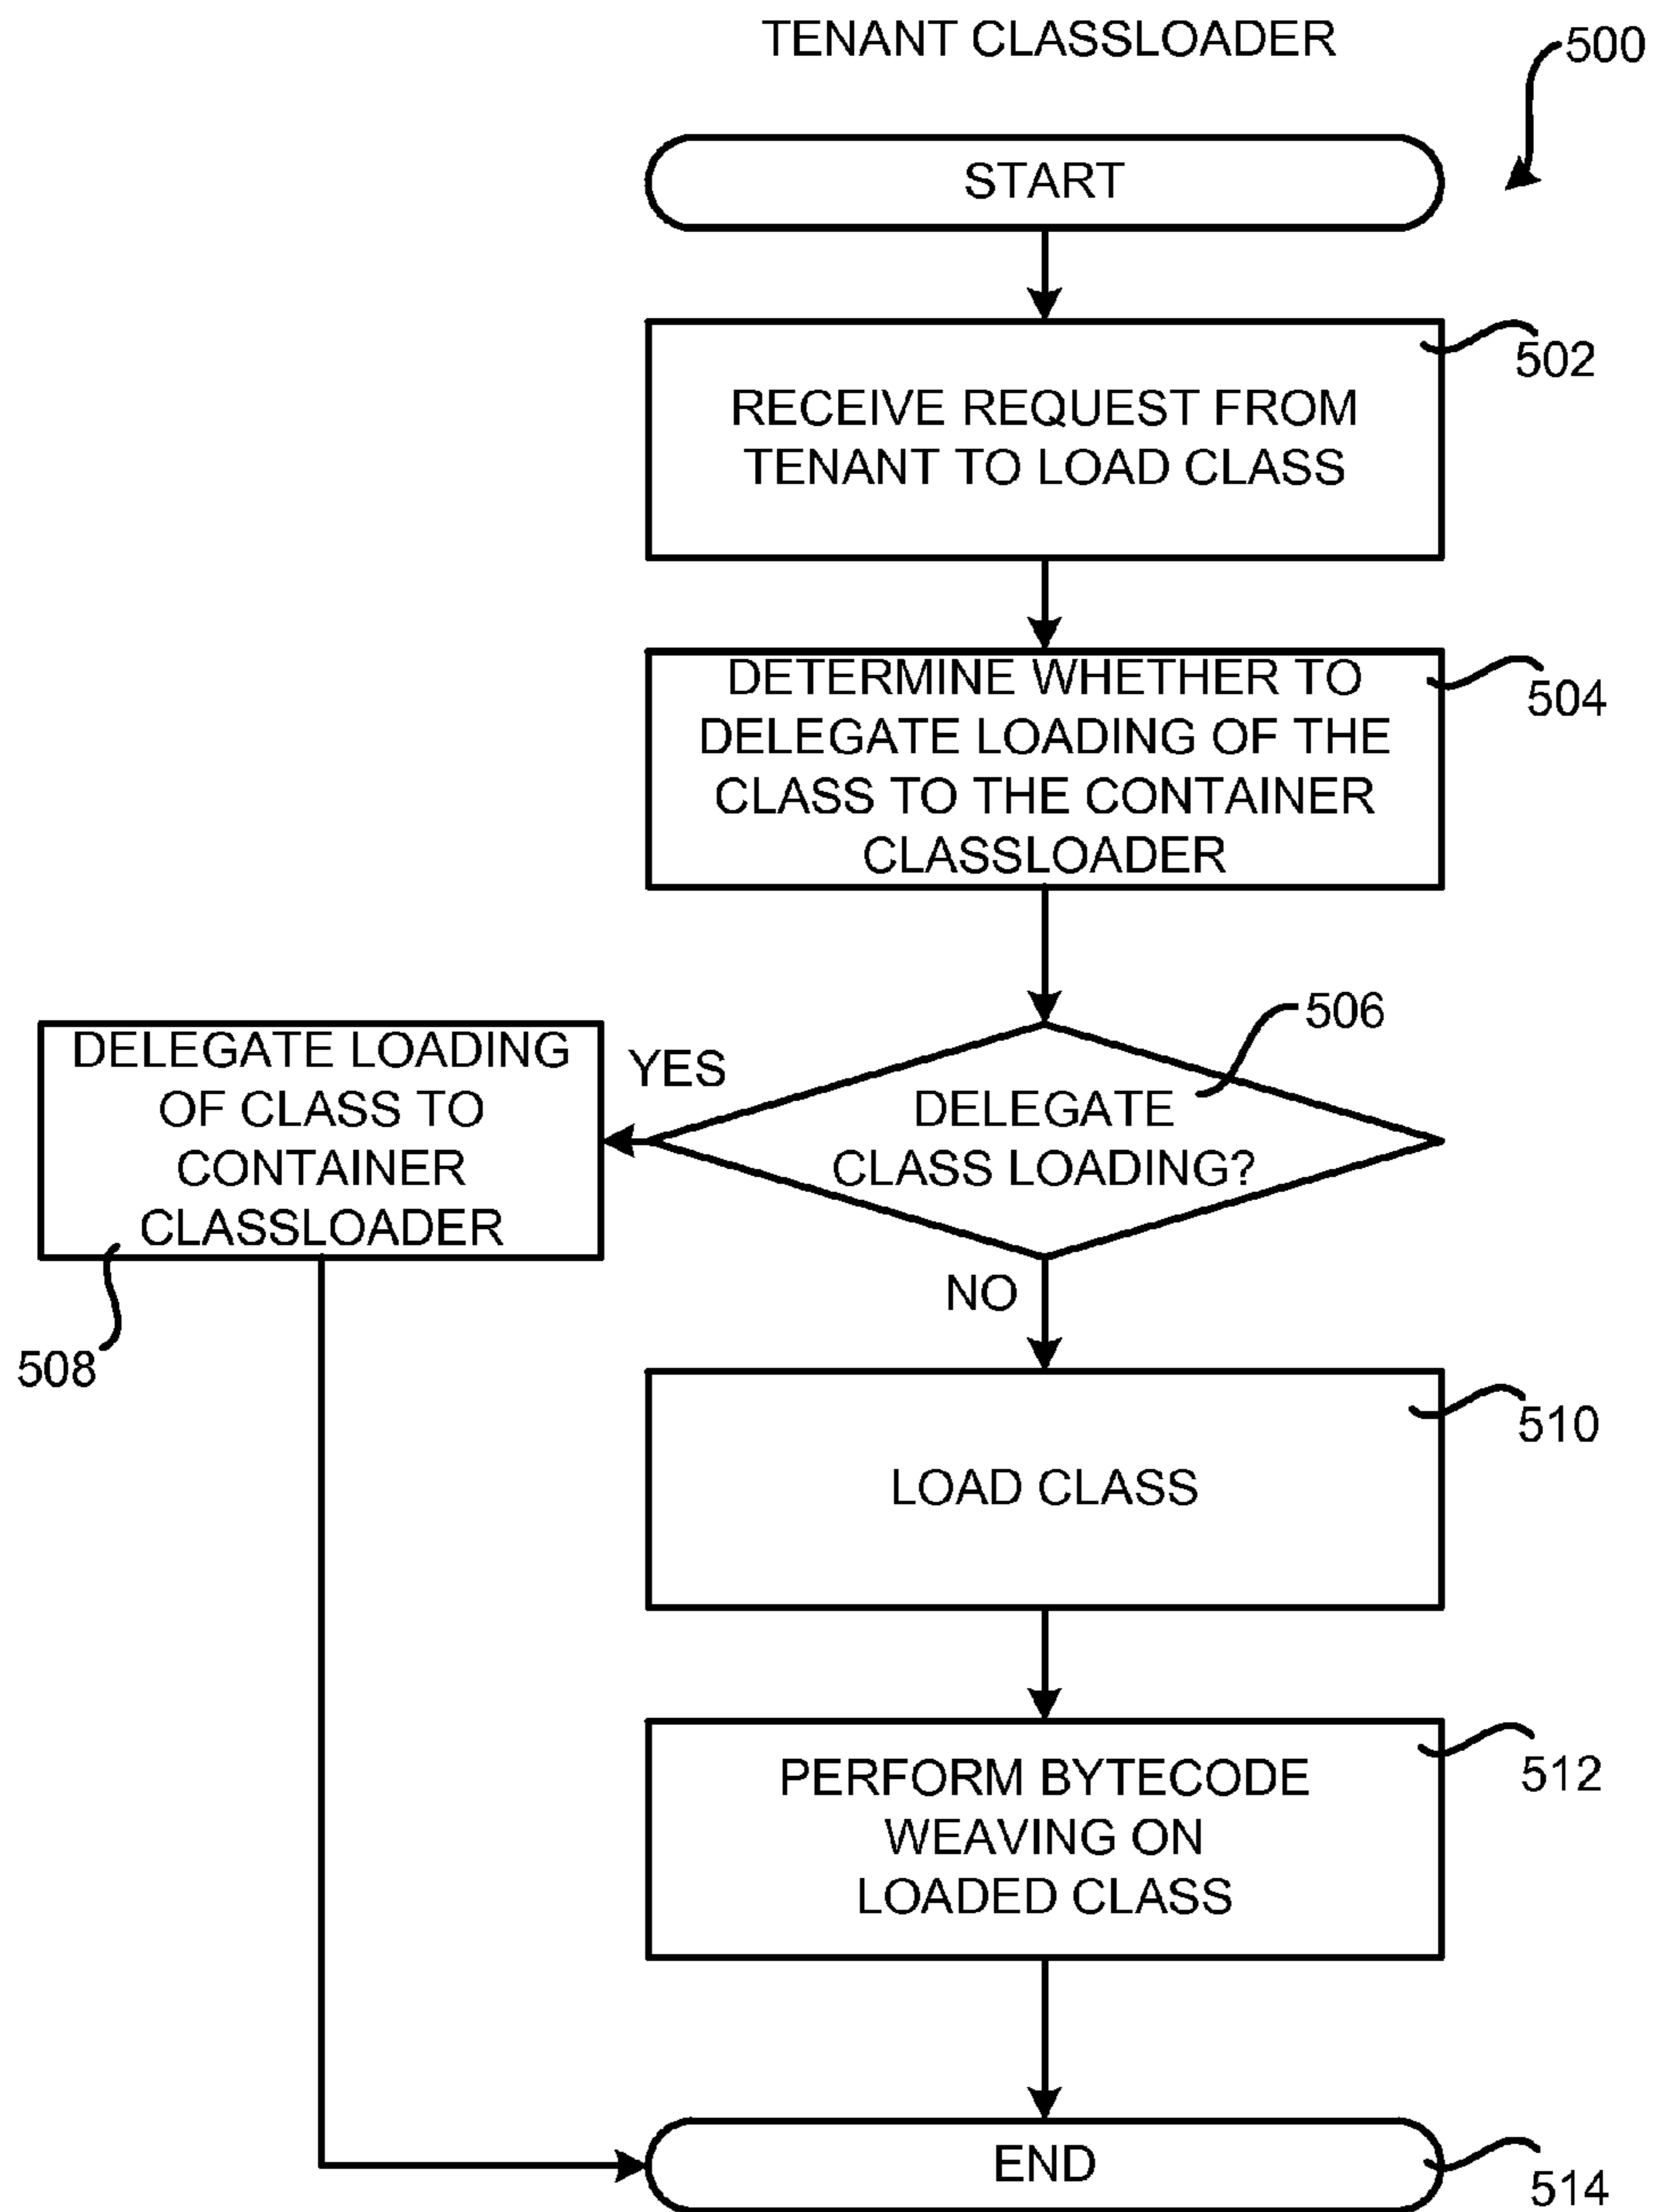 TENANT CLASSLOADER
500
START
502
RECEIVE REQUEST FROM
TENANT TO LOAD CLASS
504
DETERMINE WHETHER TO
DELEGATE LOADING OF THE
CLASS TO THE CONTAINER
CLASSLOADER
506
DELEGATE
CLASS LOADING?
YES
DELEGATE LOADING
OF CLASS TO
CONTAINER
CLASSLOADER
508
NO
510
LOAD CLASS
512
PERFORM BYTECODE
WEAVING ON
LOADED CLASS
END
514